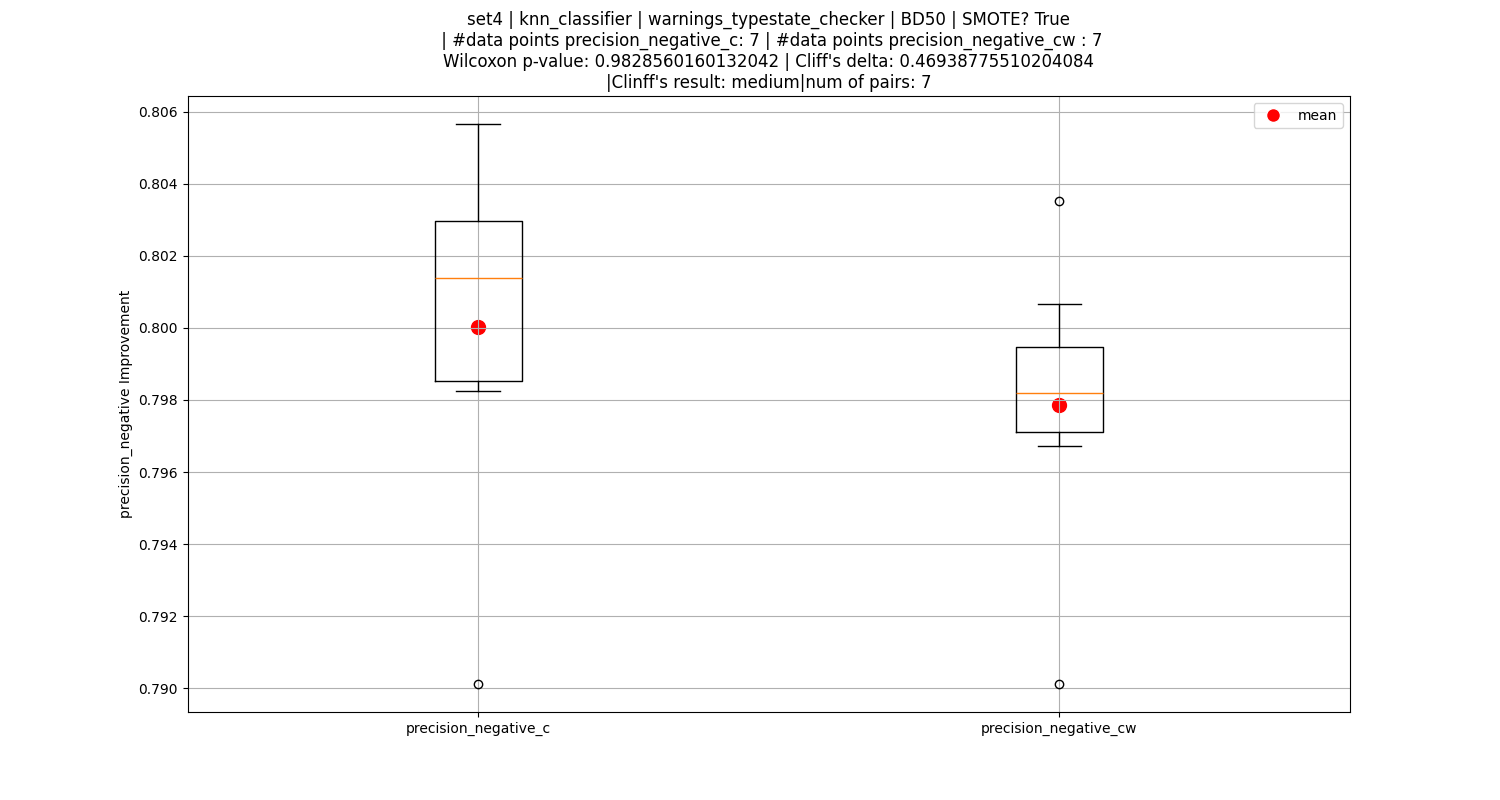 set4 | knn_classifier | warnings_typestate_checker | BD50 | SMOTE? True
| #data points precision_negative_c: 7 | #data points precision_negative_cw : 7
Wilcoxon p-value: 0.9828560160132042 | Cliff's delta: 0.46938775510204084
|Clinff's result: medium|num of pairs: 7
mean
0.806
0.804
0.802
0.800
0.798
0.796
0.794
0.792
0.790
precision_negative Improvement
precision_negative_c
precision_negative_cw